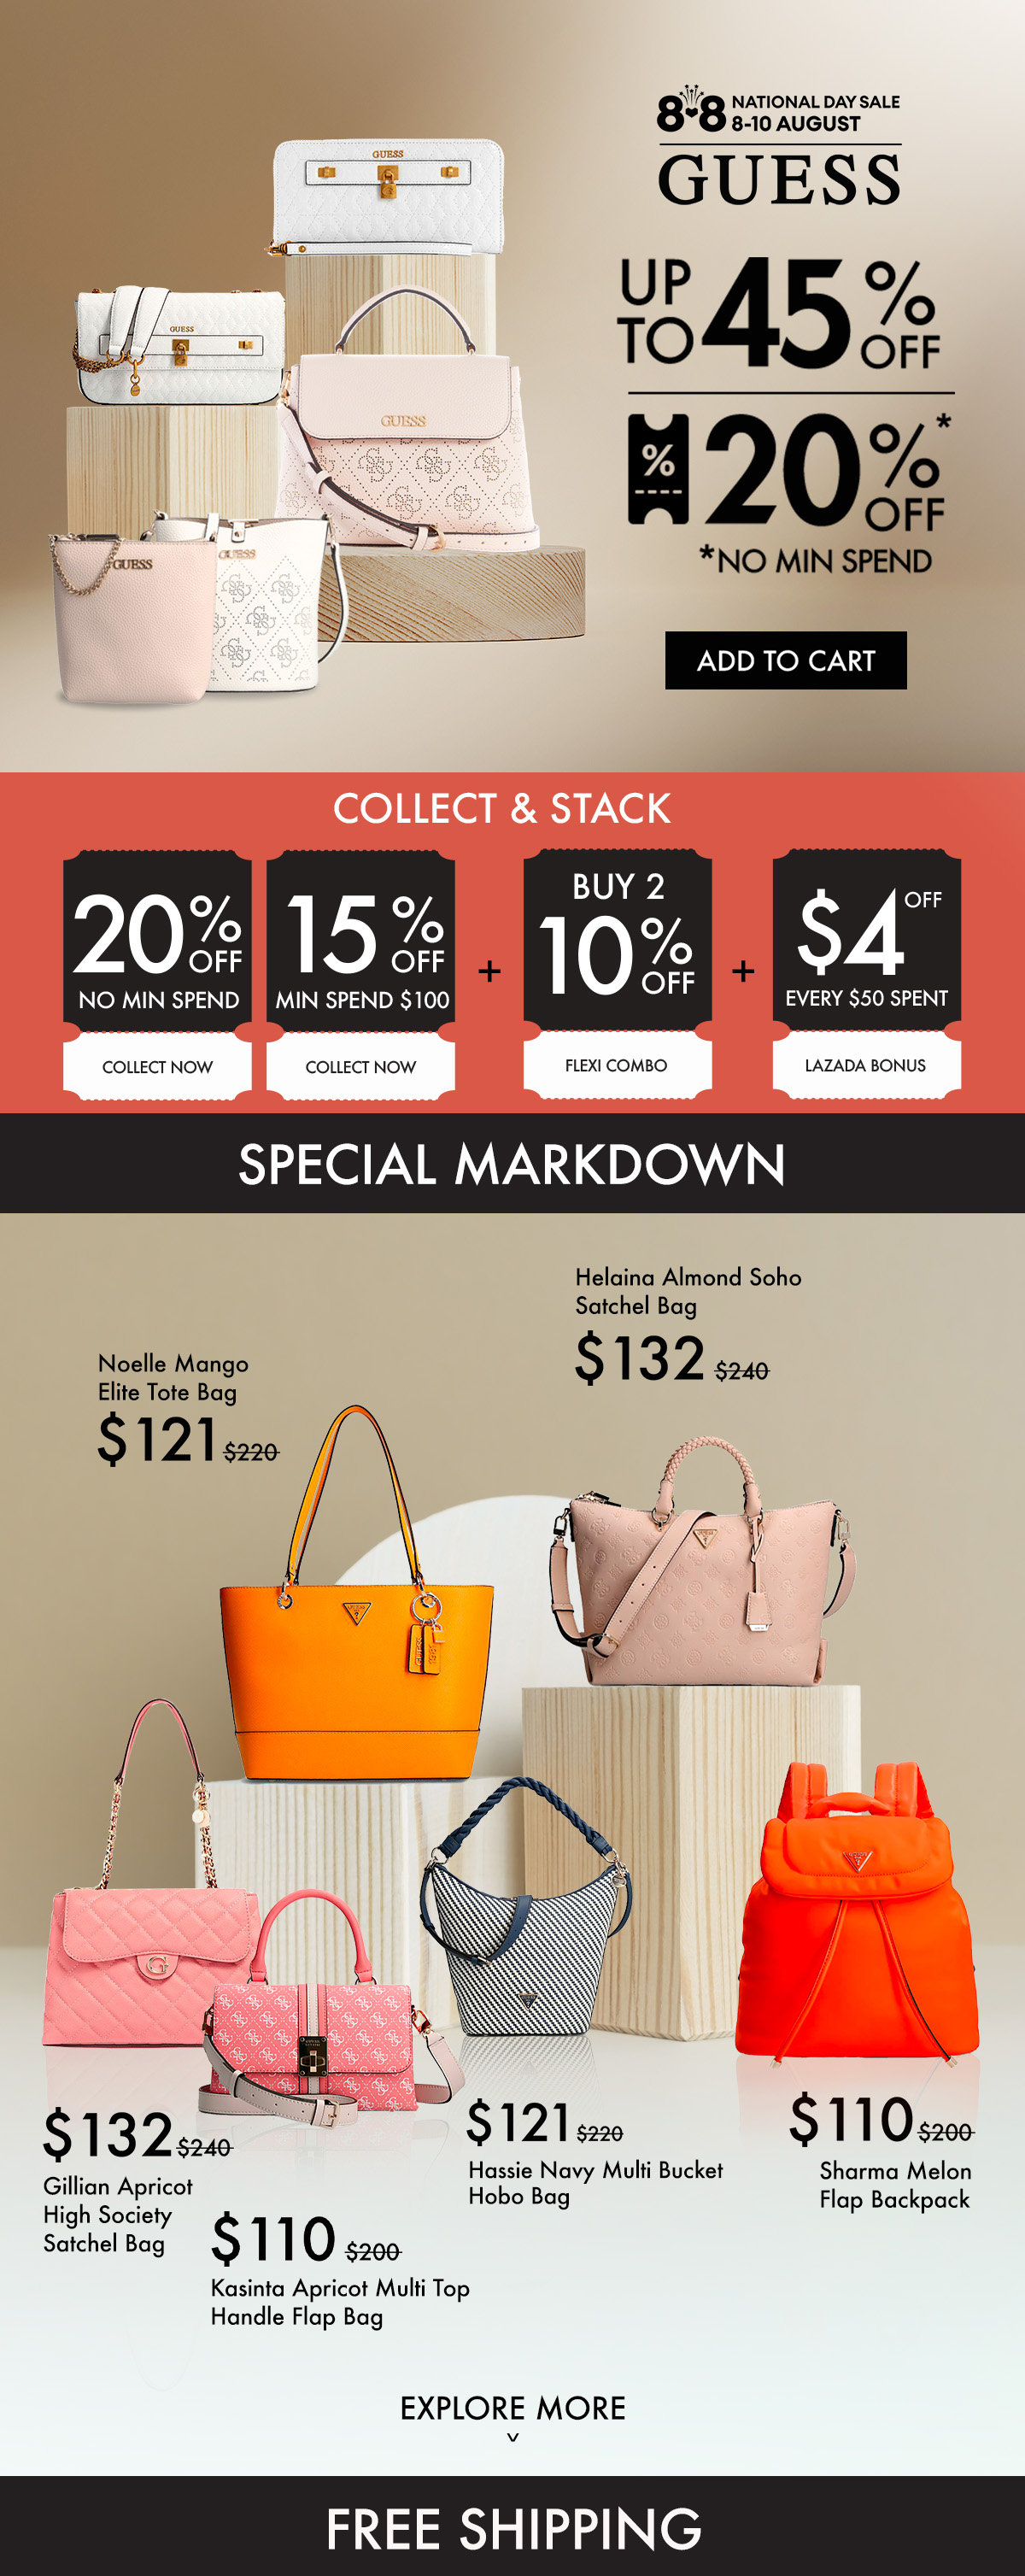 8.8 NATIONAL DAY SALE
8-10 AUGUST
GUESS
UP TO 45% OFF
% 20%* OFF
*NO MIN SPEND
ADD TO CART
GUESS
GUESS
GUESS
GUESS
GUESS
COLLECT & STACK
20% OFF
NO MIN SPEND
COLLECT NOW
15% OFF
MIN SPEND $100
COLLECT NOW
+
BUY 2
10% OFF
FLEXI COMBO
+
$4 OFF
EVERY $50 SPENT
LAZADA BONUS
SPECIAL MARKDOWN
Helaina Almond Soho
Satchel Bag
$132 $240
Noelle Mango
Elite Tote Bag
$121 $220
$132 $240
Gillian Apricot
High Society
Satchel Bag
$110 $200
Kasinta Apricot Multi Top
Handle Flap Bag
$121 $220
Hassie Navy Multi Bucket
Hobo Bag
$110 $200
Sharma Melon
Flap Backpack
EXPLORE MORE
FREE SHIPPING